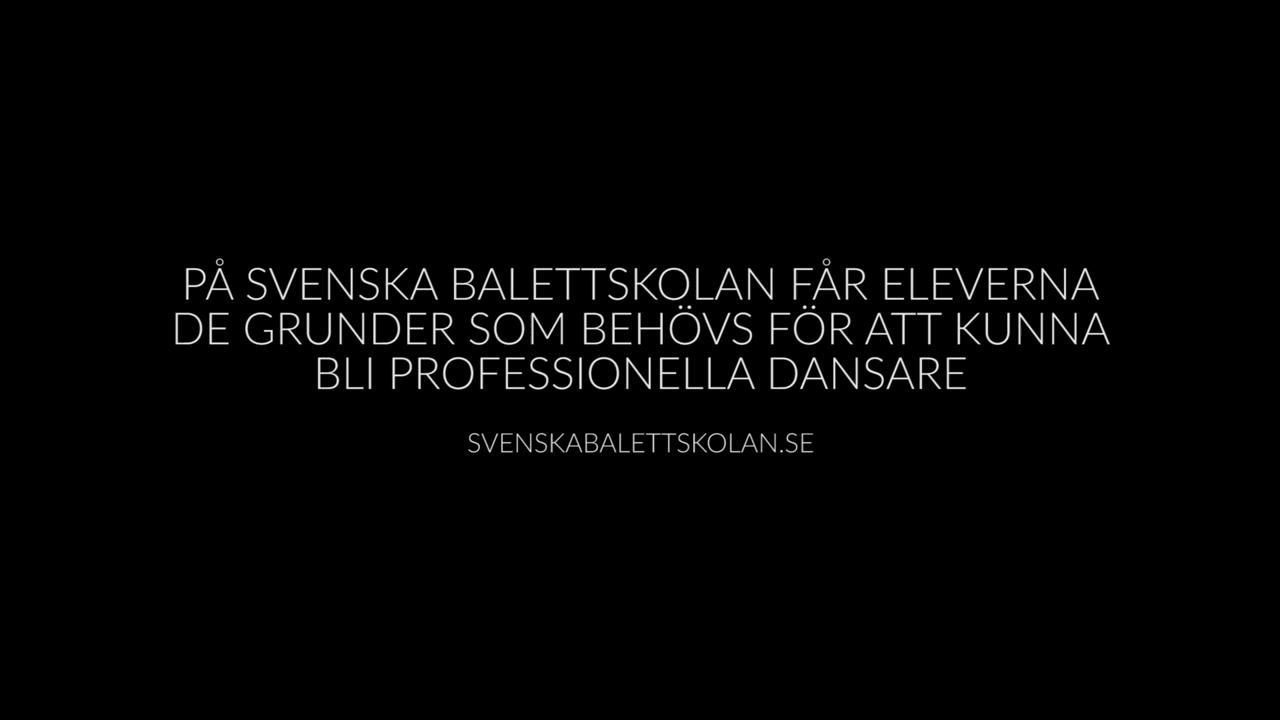 PÅ SVENSKA BALETTSKOLAN FÅR ELEVERNA
DE GRUNDER SOM BEHÖVS FÖR ATT KUNNA
BLI PROFESSIONELLA DANSARE
SVENSKABALETTSKOLAN.SE